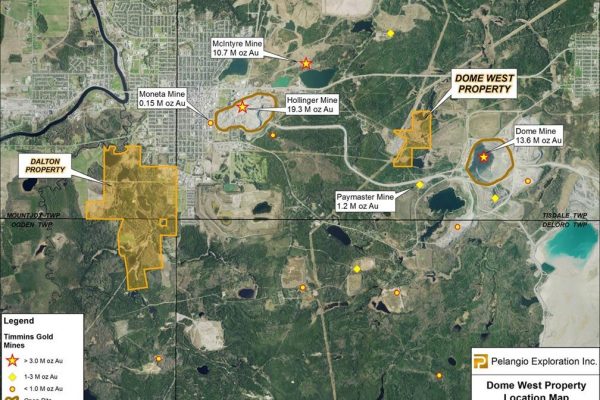 McIntyre Mine
10.7 M oz Au
DOME WEST
PROPERTY
Moneta Mine
0.15 M oz Au
Hollinger Mine
19.3 M oz Au
Dome Mine
13.6 M oz Au
DALTON
PROPERTY
Paymaster Mine
1.2 M oz Au
MOUNTJOY TWP
OGDEN TWP
TISDALE TWP
DELORO TWP
Legend
Timmins Gold
Mines
> 3.0 M oz Au
1-3 M oz Au
< 1.0 M oz Au
Open Pits
Pelangio Exploration Inc.
Dome West Property
Location Map